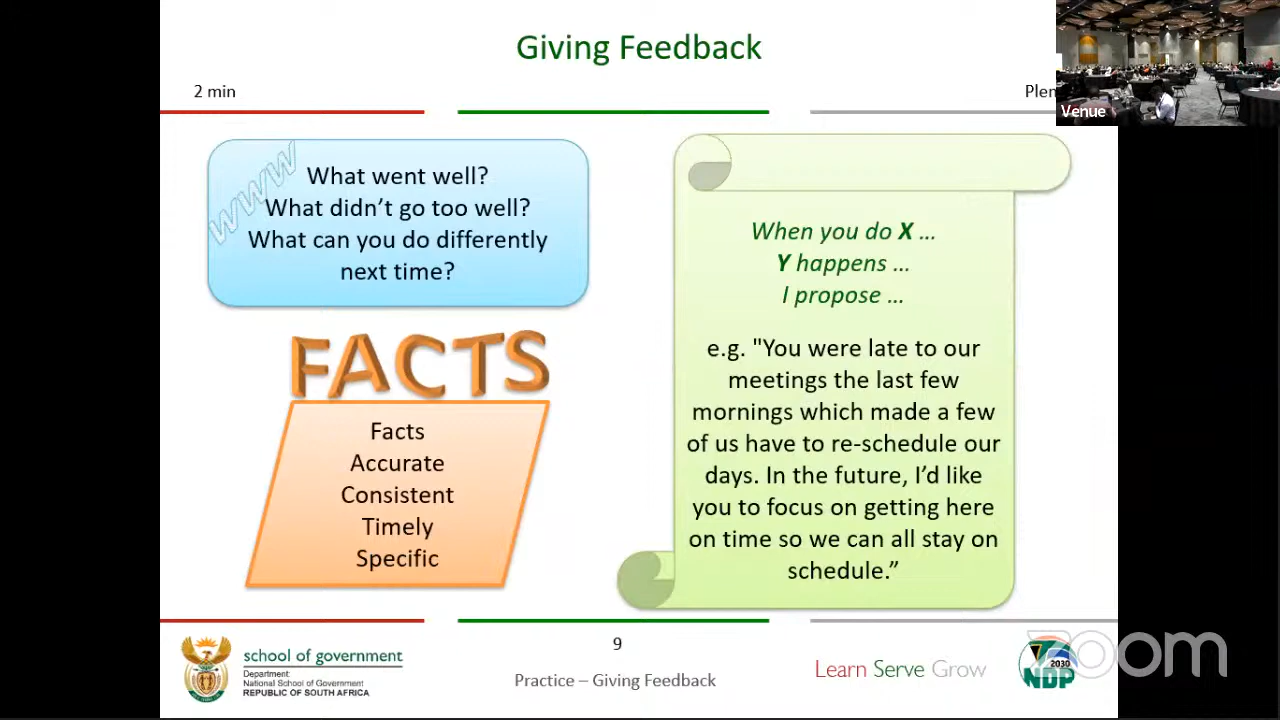 Giving Feedback
2 min
Plen
Venue
WWW
What went well?
What didn't go too well?
What can you do differently
next time?
FACTS
Facts
Accurate
Consistent
Timely
Specific
When you do X ...
Y happens ...
I propose ...
e.g. "You were late to our
meetings the last few
mornings which made a few
of us have to re-schedule our
days. In the future, I'd like
you to focus on getting here
on time so we can all stay on
schedule.”
9
Practice – Giving Feedback
school of government
Department:
National School of Government
REPUBLIC OF SOUTH AFRICA
Learn Serve Grow
2030
NDP
zoom